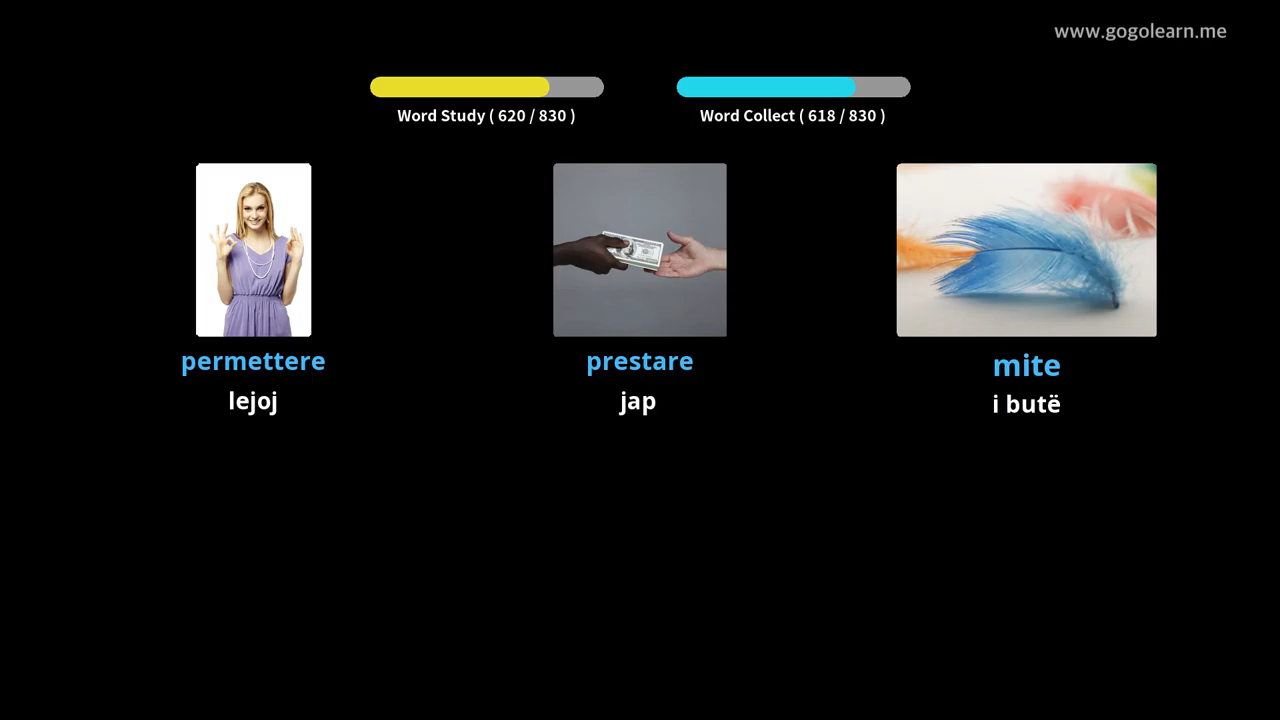 www.gogolearn.me
Word Study ( 620 / 830 )
Word Collect ( 618 / 830 )
permettere
lejoj
prestare
jap
mite
i butë